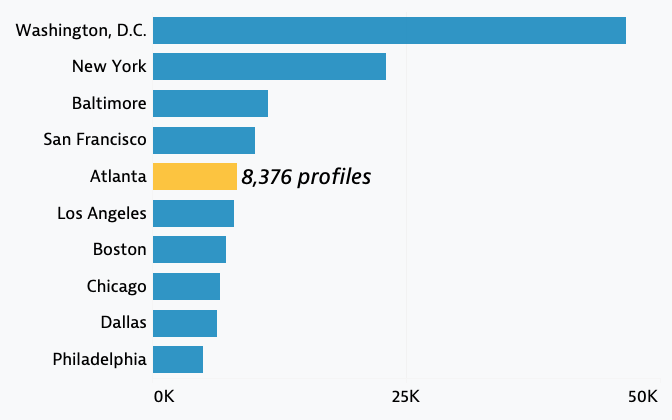 Washington, D.C.
New York
Baltimore
San Francisco
Atlanta 8,376 profiles
Los Angeles
Boston
Chicago
Dallas
Philadelphia
0K 25K 50K